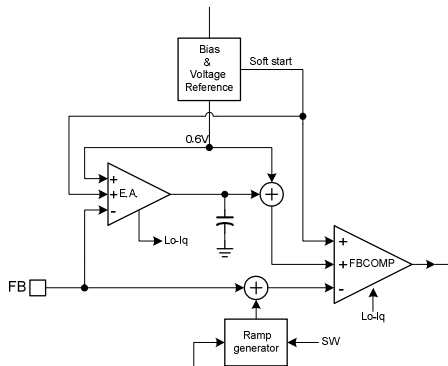 Bias
&
Voltage
Reference
Soft start
0.6V
+
+ E.A.
-
+
Lo-Iq
+
+ FBCOMP
-
FB
+
Lo-Iq
Ramp
generator
SW